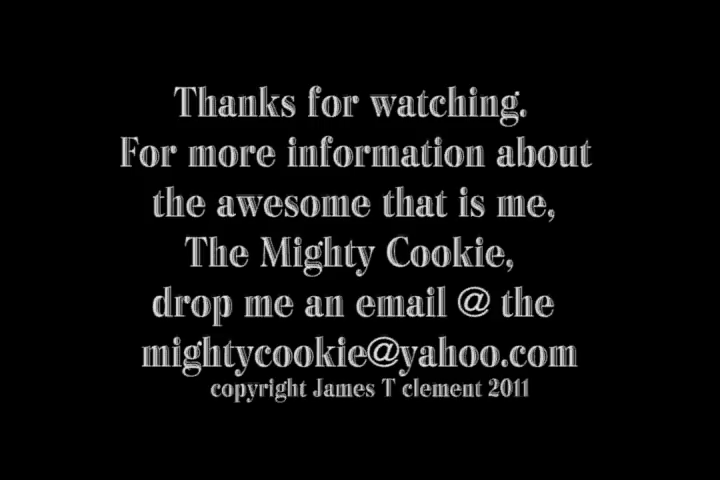 Thanks for watching.
For more information about
the awesome that is me,
The Mighty Cookie,
drop me an email @ the
mightycookie@yahoo.com
copyright James T clement 2011